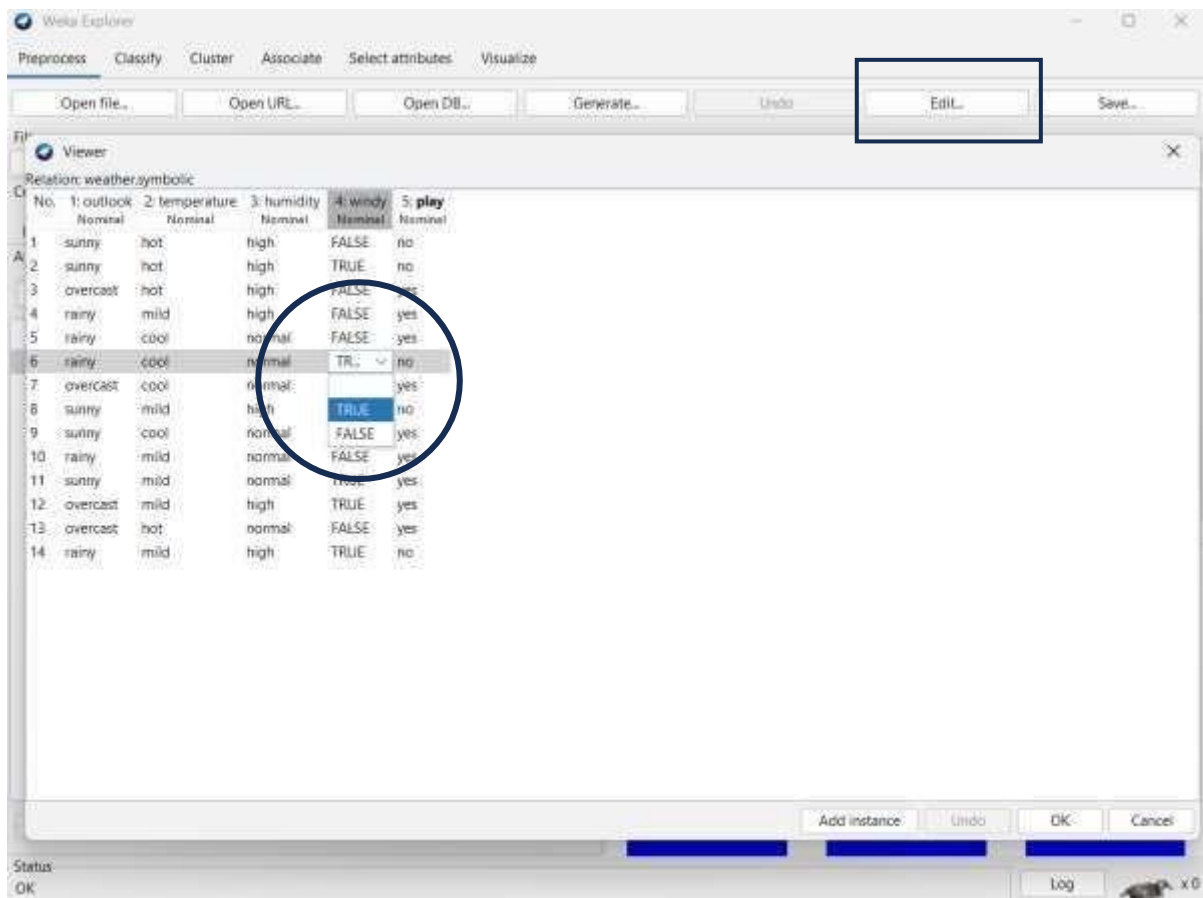 Weka Explorer
Preprocess Classify Cluster Associate Select attributes Visualize
Open file... Open URL... Open DB... Generate... Undo Edit... Save...
Viewer
Relation: weather.symbolic
No. 1: outlook 2: temperature 3: humidity 4: windy 5: play
Nominal Nominal Nominal Nominal Nominal
1 sunny hot high FALSE no
2 sunny hot high TRUE no
3 overcast hot high FALSE yes
4 rainy mild high FALSE yes
5 rainy cool normal FALSE yes
6 rainy cool normal TR... no
7 overcast cool normal yes
8 sunny mild high TRUE no
9 sunny cool normal FALSE yes
10 rainy mild normal FALSE yes
11 sunny mild normal TRUE yes
12 overcast mild high TRUE yes
13 overcast hot normal FALSE yes
14 rainy mild high TRUE no
Add instance Undo OK Cancel
Status
OK Log x 0